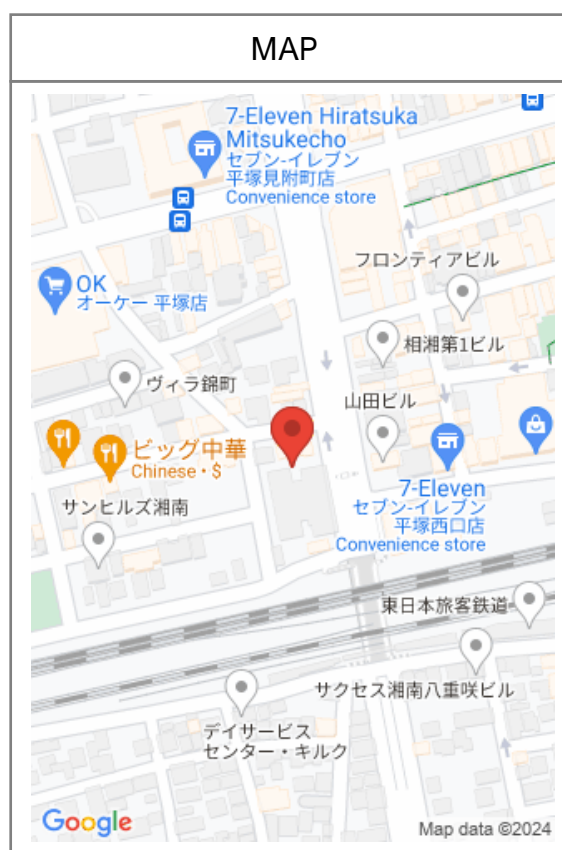 MAP
7-Eleven Hiratsuka
Mitsukecho
セブン-イレブン
平塚見附町店
Convenience store
フロンティアビル
OK
オーケー 平塚店
相湘第1ビル
ヴィラ錦町
山田ビル
ビッグ中華
Chinese・$
7-Eleven
セブン-イレブン
平塚西口店
Convenience store
サンヒルズ湘南
東日本旅客鉄道
サクセス湘南八重咲ビル
デイサービス
センター・キルク
Google
Map data ©2024